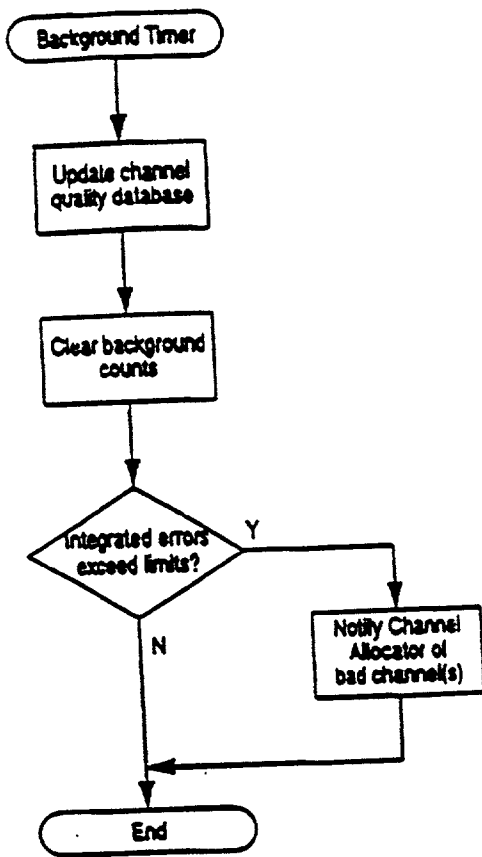 Background Timer
Update channel
quality database
Clear background
counts
Integrated errors
exceed limits?
Y
N
Notify Channel
Allocator of
bad channel(s)
End